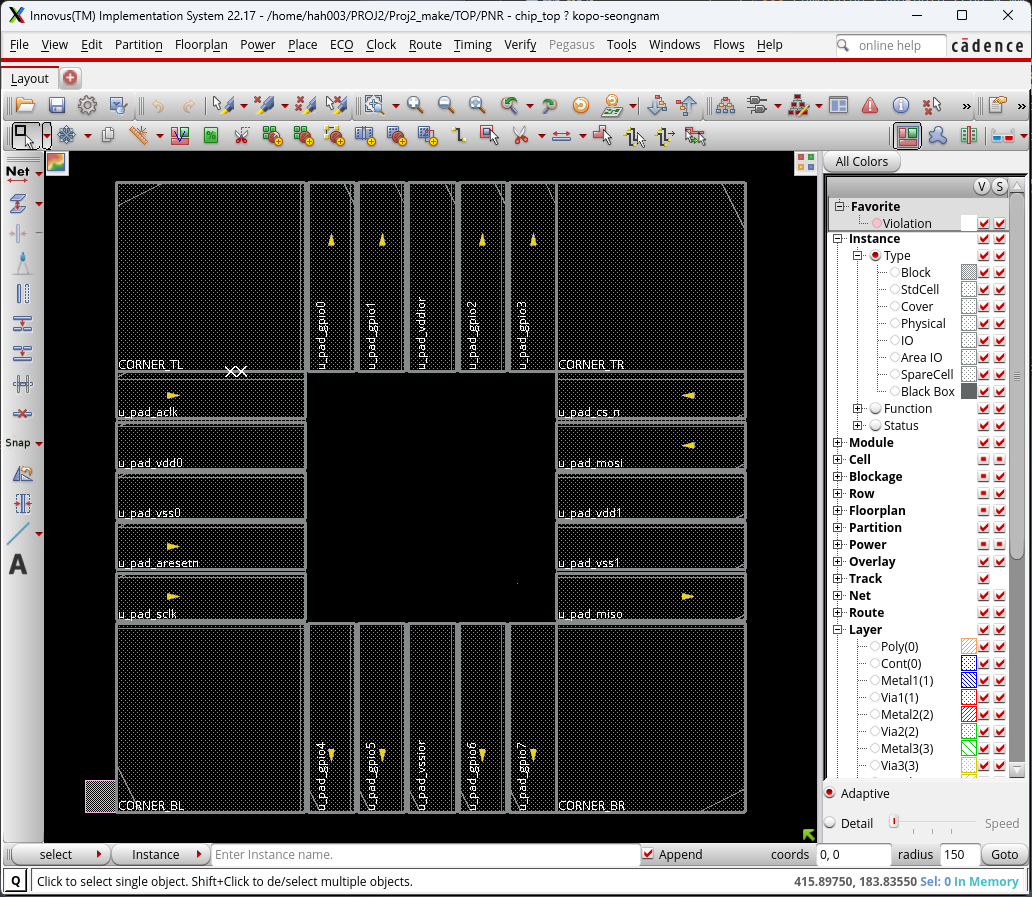 Innovus(TM) Implementation System 22.17 - /home/hah003/PROJ2/Proj2_make/TOP/PNR - chip_top ? kopo-seongnam
File View Edit Partition Floorplan Power Place ECO Clock Route Timing Verify Pegasus Tools Windows Flows Help
online help
cādence
Layout
Net
Snap
A
All Colors
V S
Favorite
Violation
Instance
Type
Block
StdCell
Cover
Physical
IO
Area IO
SpareCell
Black Box
Function
Status
Module
Cell
Blockage
Row
Floorplan
Partition
Power
Overlay
Track
Net
Route
Layer
Poly(0)
Cont(0)
Metal1(1)
Via1(1)
Metal2(2)
Via2(2)
Metal3(3)
Via3(3)
Adaptive
Detail
Speed
u_pad_gpio0
u_pad_gpio1
u_pad_vddior
u_pad_gpio2
u_pad_gpio3
CORNER_TL
CORNER_TR
u_pad_aclk
u_pad_cs_n
u_pad_vdd0
u_pad_mosi
u_pad_vss0
u_pad_vdd1
u_pad_aresetn
u_pad_vss1
u_pad_sclk
u_pad_miso
u_pad_gpio4
u_pad_gpio5
u_pad_vssior
u_pad_gpio6
u_pad_gpio7
CORNER_BL
CORNER_BR
select Instance Enter Instance name. Append coords 0, 0 radius 150 Goto
Q Click to select single object. Shift+Click to de/select multiple objects. 415.89750, 183.83550 Sel: 0 In Memory